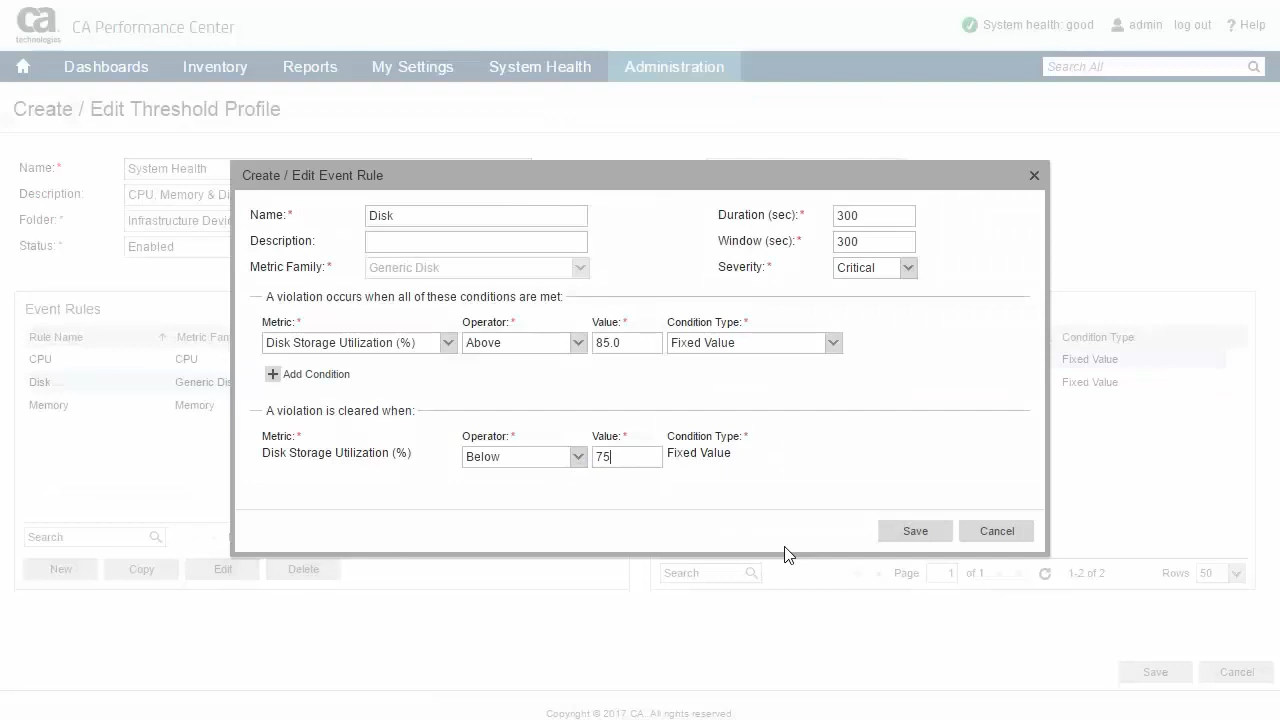 ca
technologies
CA Performance Center
System health: good
admin
log out
? Help
Dashboards
Inventory
Reports
My Settings
System Health
Administration
Search All
Create / Edit Threshold Profile
Name: *
System Health
Description:
CPU, Memory & Di
Folder: *
Infrastructure Devi
Status: *
Enabled
Create / Edit Event Rule
Name: *
Disk
Duration (sec): *
300
Description:
Window (sec): *
300
Metric Family: *
Generic Disk
Severity: *
Critical
A violation occurs when all of these conditions are met:
Metric: *
Operator: *
Value: *
Condition Type: *
Disk Storage Utilization (%)
Above
85.0
Fixed Value
Add Condition
A violation is cleared when:
Metric: *
Operator: *
Value: *
Condition Type: *
Disk Storage Utilization (%)
Below
75
Fixed Value
Save
Cancel
Event Rules
Rule Name
Metric Fam
CPU
CPU
Disk
Generic Dis
Memory
Memory
Search
New
Copy
Edit
Delete
Condition Type
Fixed Value
Fixed Value
Search
Page
1
of 1
1-2 of 2
Rows
50
Save
Cancel
Copyright © 2017 CA. All rights reserved